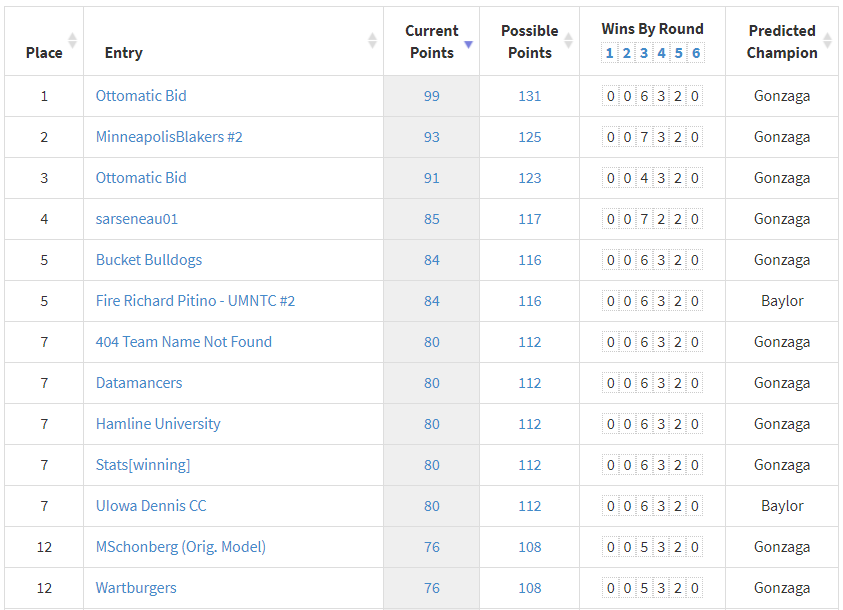 Place Entry Current Points Possible Points Wins By Round 1 2 3 4 5 6 Predicted Champion
1 Ottomatic Bid 99 131 0 0 6 3 2 0 Gonzaga
2 MinneapolisBlakers #2 93 125 0 0 7 3 2 0 Gonzaga
3 Ottomatic Bid 91 123 0 0 4 3 2 0 Gonzaga
4 sarseneau01 85 117 0 0 7 2 2 0 Gonzaga
5 Bucket Bulldogs 84 116 0 0 6 3 2 0 Gonzaga
5 Fire Richard Pitino - UMNTC #2 84 116 0 0 6 3 2 0 Baylor
7 404 Team Name Not Found 80 112 0 0 6 3 2 0 Gonzaga
7 Datamancers 80 112 0 0 6 3 2 0 Gonzaga
7 Hamline University 80 112 0 0 6 3 2 0 Gonzaga
7 Stats[winning] 80 112 0 0 6 3 2 0 Gonzaga
7 UIowa Dennis CC 80 112 0 0 6 3 2 0 Baylor
12 MSchonberg (Orig. Model) 76 108 0 0 5 3 2 0 Gonzaga
12 Wartburgers 76 108 0 0 5 3 2 0 Gonzaga